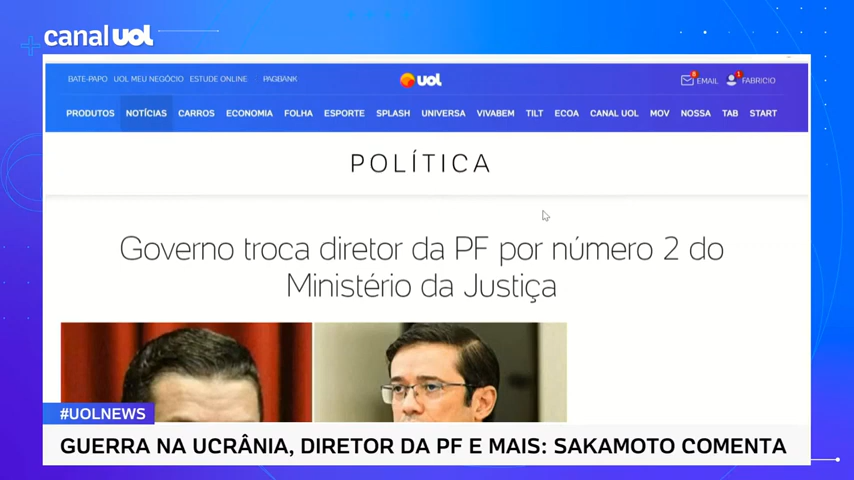 canal uol
BATE-PAPO UOL MEU NEGÓCIO ESTUDE ONLINE PAGBANK
uol
8 EMAIL 1 FABRICIO
PRODUTOS NOTÍCIAS CARROS ECONOMIA FOLHA ESPORTE SPLASH UNIVERSA VIVABEM TILT ECOA CANAL UOL MOV NOSSA TAB START
POLÍTICA
Governo troca diretor da PF por número 2 do
Ministério da Justiça
#UOLNEWS
GUERRA NA UCRÂNIA, DIRETOR DA PF E MAIS: SAKAMOTO COMENTA